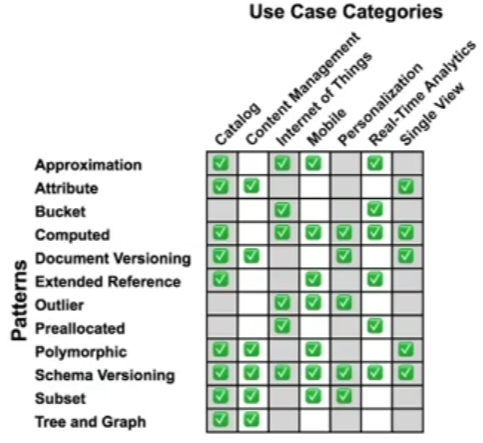 Use Case Categories
Catalog
Content Management
Internet of Things
Mobile
Personalization
Real-Time Analytics
Single View
Patterns
Approximation
Attribute
Bucket
Computed
Document Versioning
Extended Reference
Outlier
Preallocated
Polymorphic
Schema Versioning
Subset
Tree and Graph